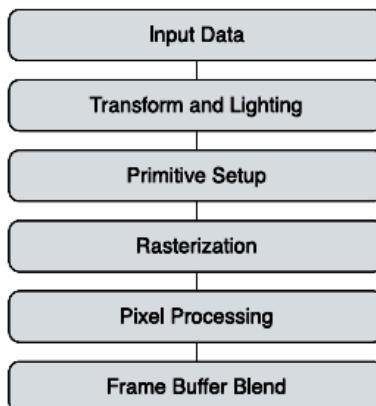 Input Data
Transform and Lighting
Primitive Setup
Rasterization
Pixel Processing
Frame Buffer Blend